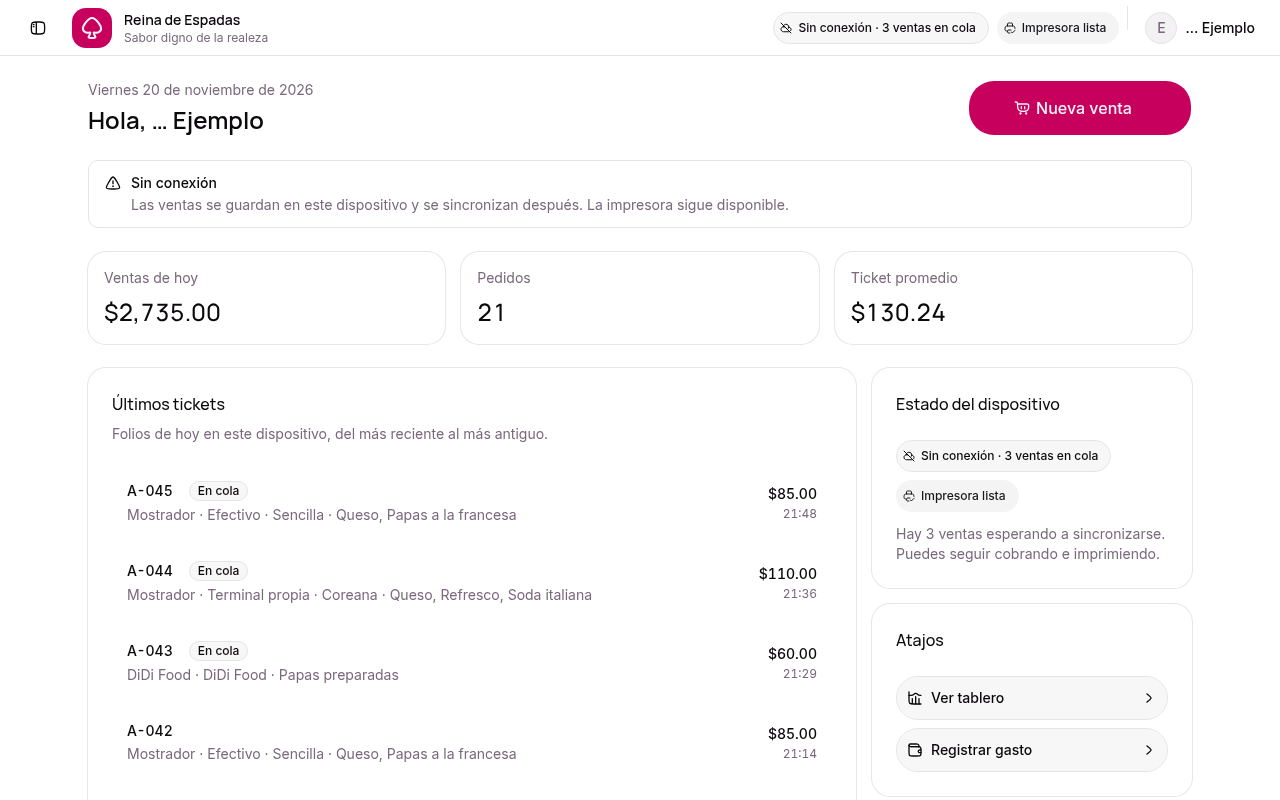 Reina de Espadas
Sabor digno de la realeza
Sin conexión · 3 ventas en cola
Impresora lista
E
... Ejemplo
Viernes 20 de noviembre de 2026
Hola, ... Ejemplo
Nueva venta
Sin conexión
Las ventas se guardan en este dispositivo y se sincronizan después. La impresora sigue disponible.
Ventas de hoy
$2,735.00
Pedidos
21
Ticket promedio
$130.24
Últimos tickets
Folios de hoy en este dispositivo, del más reciente al más antiguo.
A-045 En cola
$85.00
Mostrador · Efectivo · Sencilla · Queso, Papas a la francesa
21:48
A-044 En cola
$110.00
Mostrador · Terminal propia · Coreana · Queso, Refresco, Soda italiana
21:36
A-043 En cola
$60.00
DiDi Food · DiDi Food · Papas preparadas
21:29
A-042
$85.00
Mostrador · Efectivo · Sencilla · Queso, Papas a la francesa
21:14
Estado del dispositivo
Sin conexión · 3 ventas en cola
Impresora lista
Hay 3 ventas esperando a sincronizarse.
Puedes seguir cobrando e imprimiendo.
Atajos
Ver tablero
Registrar gasto